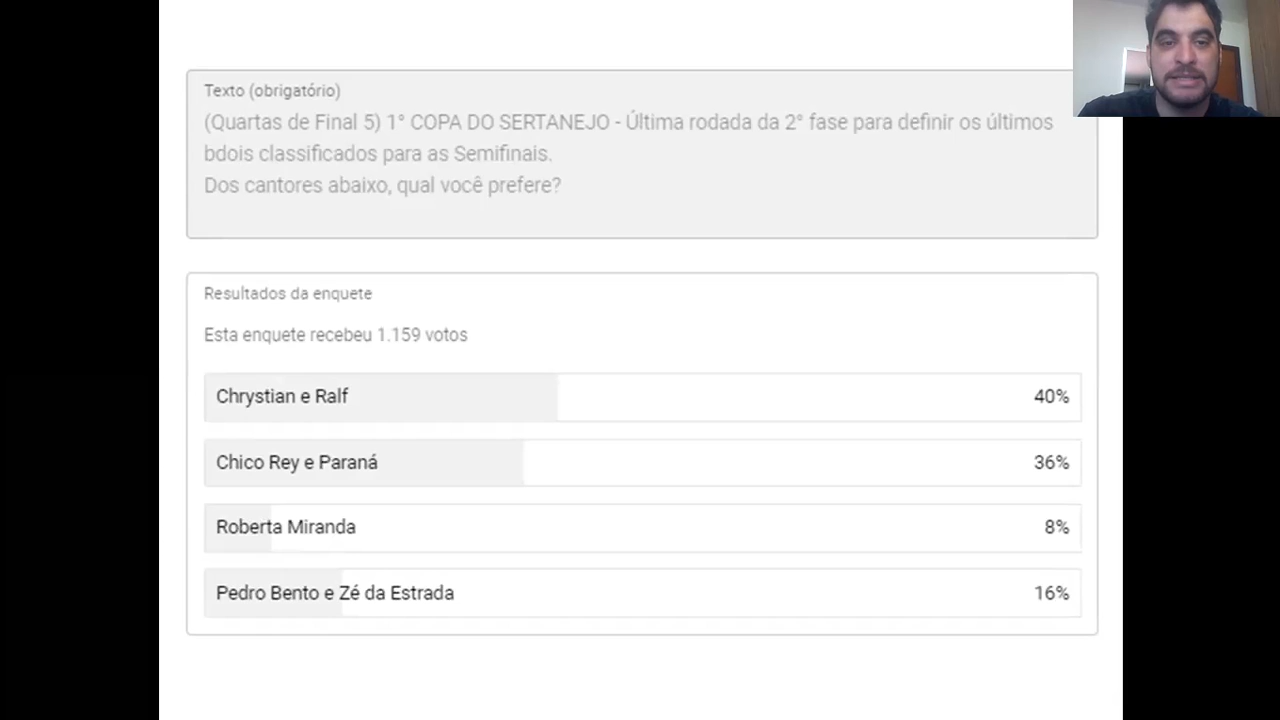 Texto (obrigatório)
(Quartas de Final 5) 1° COPA DO SERTANEJO - Última rodada da 2° fase para definir os últimos
bdois classificados para as Semifinais.
Dos cantores abaixo, qual você prefere?
Resultados da enquete
Esta enquete recebeu 1.159 votos
Chrystian e Ralf 40%
Chico Rey e Paraná 36%
Roberta Miranda 8%
Pedro Bento e Zé da Estrada 16%